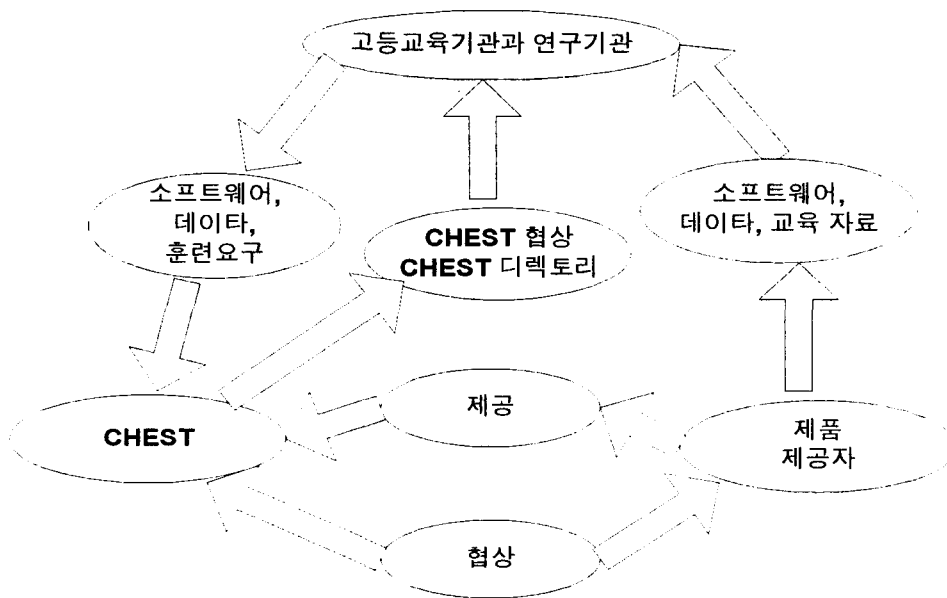 고등교육기관과 연구기관
소프트웨어,
데이타,
훈련요구
CHEST 협상
CHEST 디렉토리
소프트웨어,
데이타, 교육 자료
CHEST
제공
제품
제공자
협상